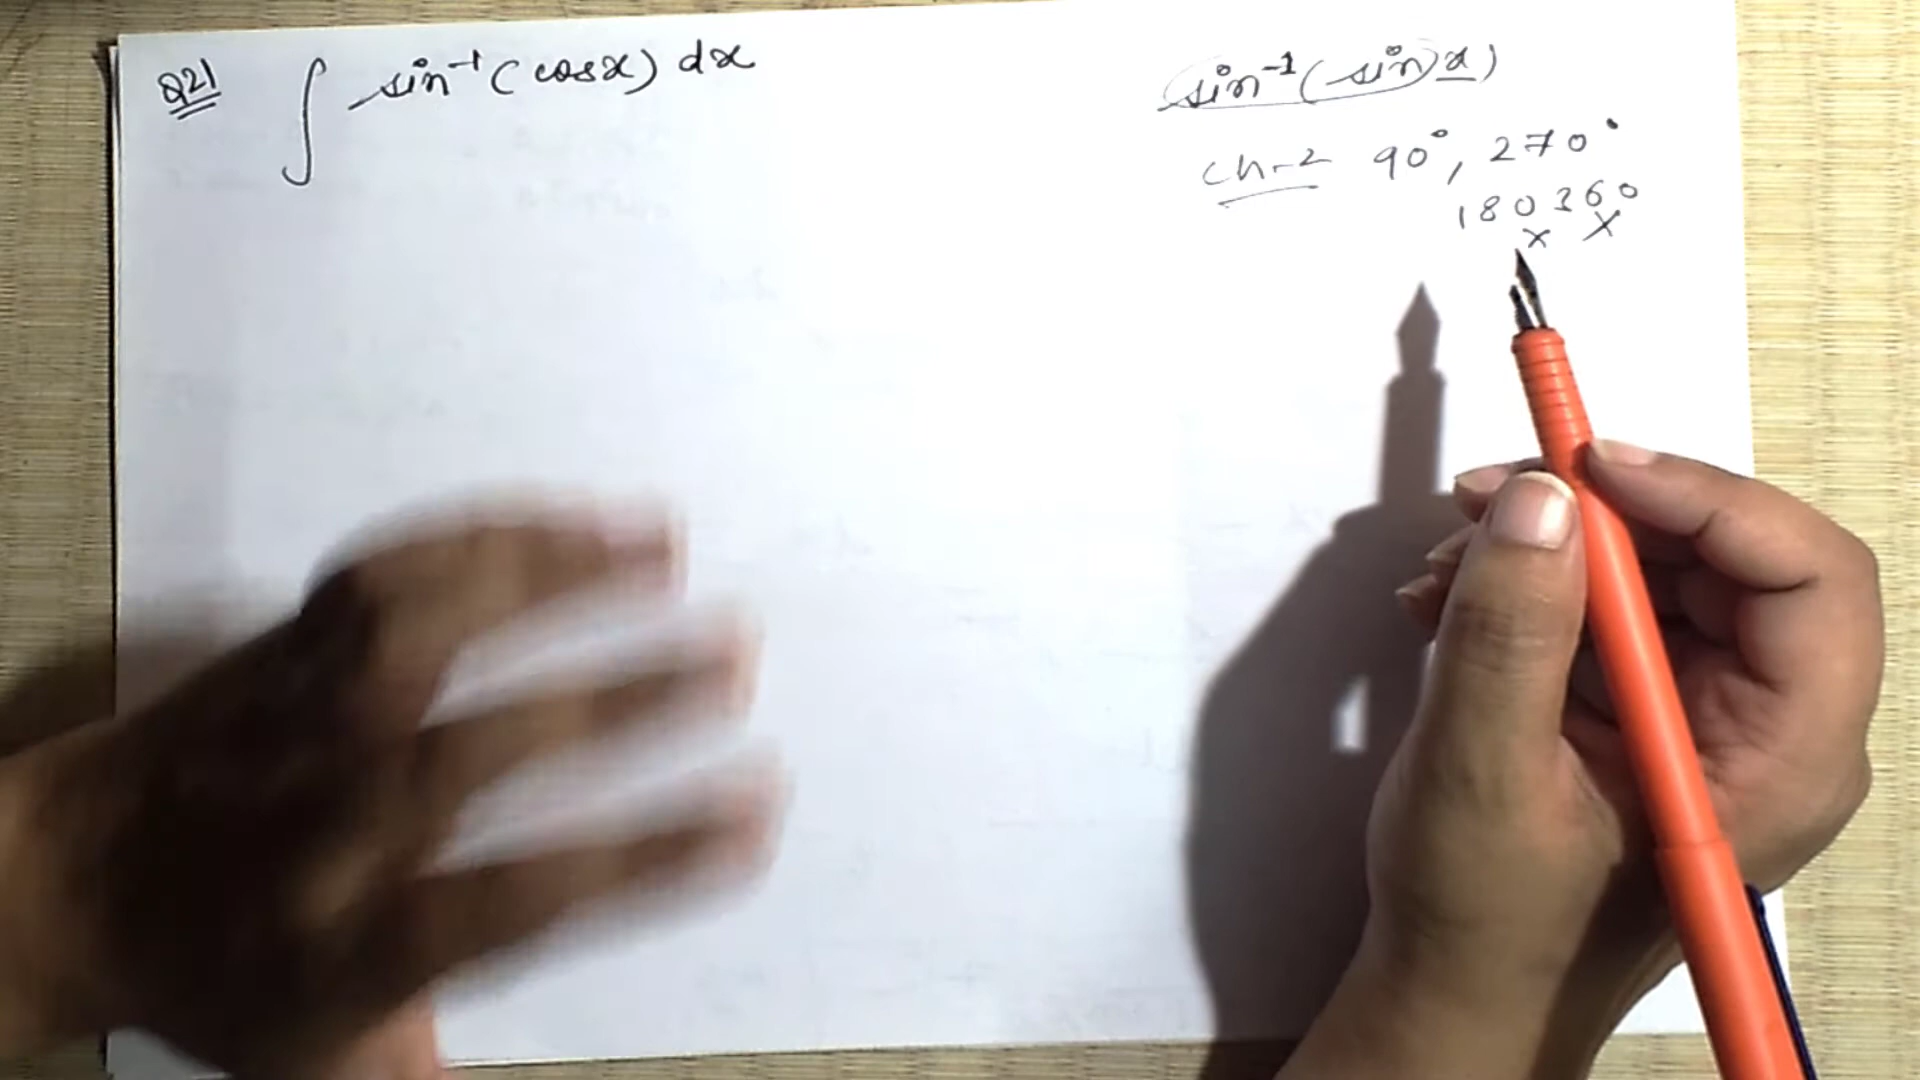 Q21 ∫ sin⁻¹(cosx) dx
sin⁻¹(sin x)
Ch-2 90°, 270°
180 360
x x